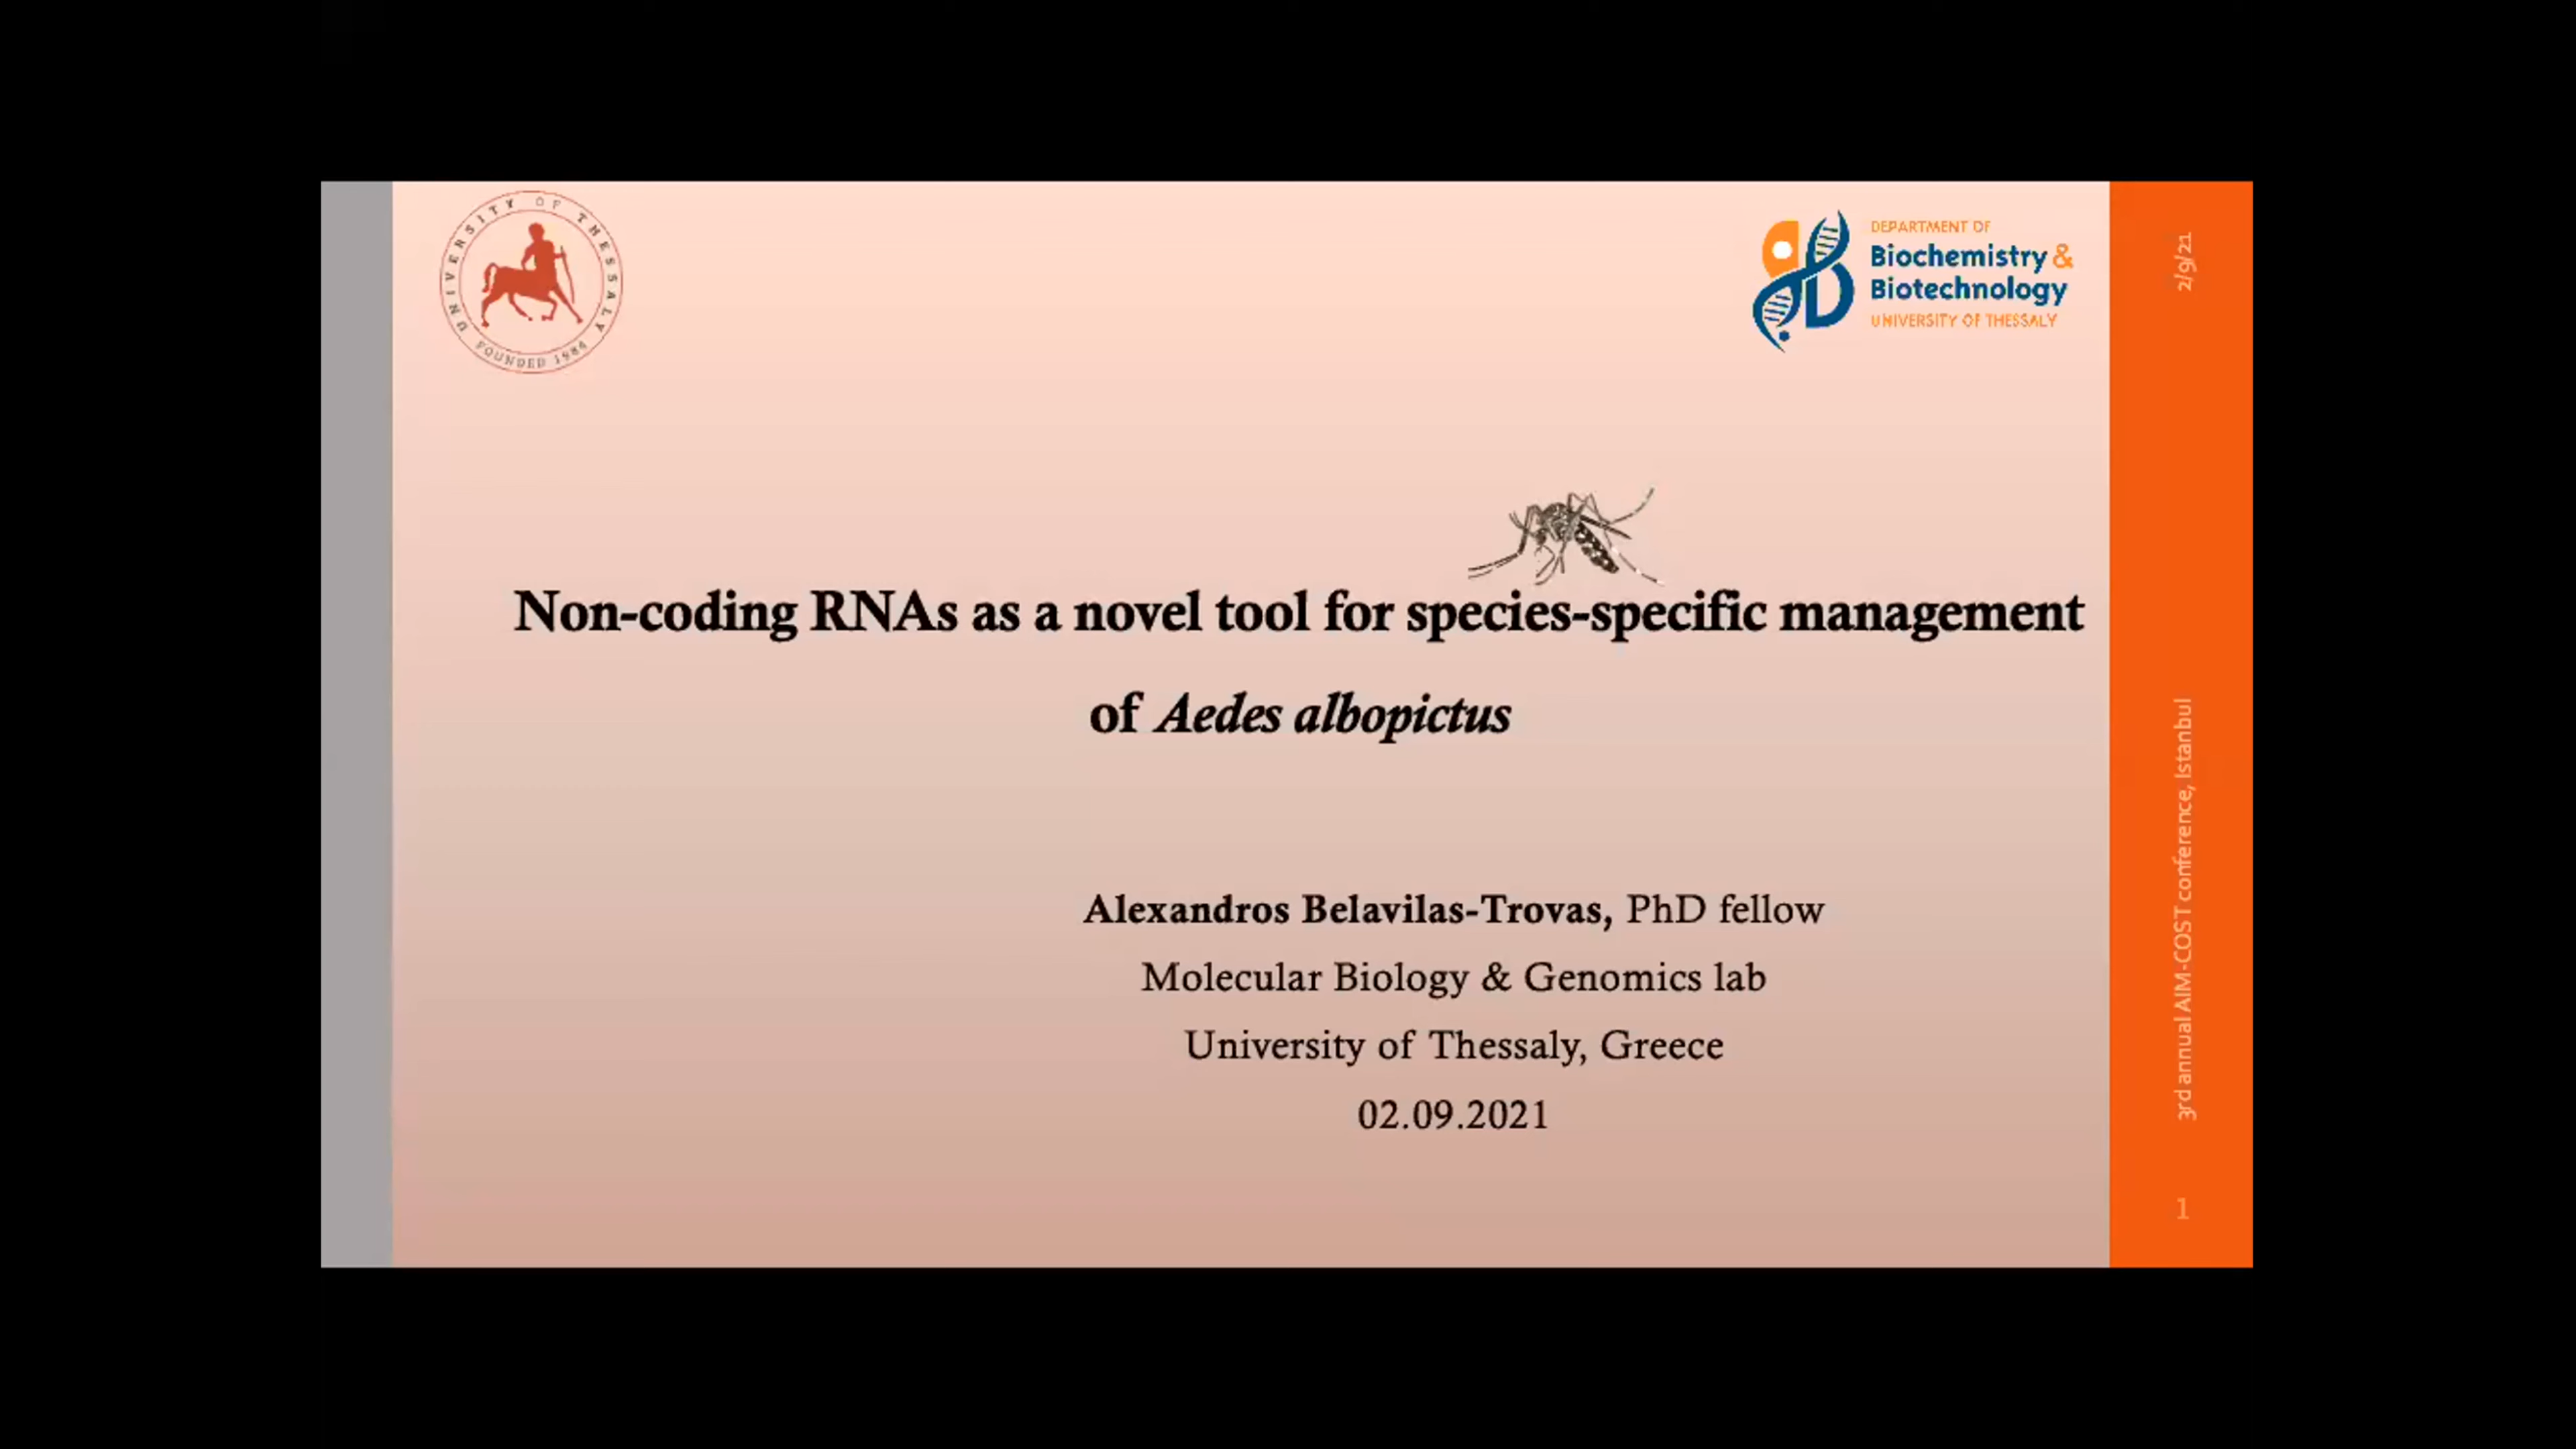 UNIVERSITY OF THESSALY
FOUNDED 1984
DEPARTMENT OF
Biochemistry &
Biotechnology
UNIVERSITY OF THESSALY
2/9/21
Non-coding RNAs as a novel tool for species-specific management
of Aedes albopictus
Alexandros Belavilas-Trovas, PhD fellow
Molecular Biology & Genomics lab
University of Thessaly, Greece
02.09.2021
3rd annual AIM-COST conference, Istanbul
1